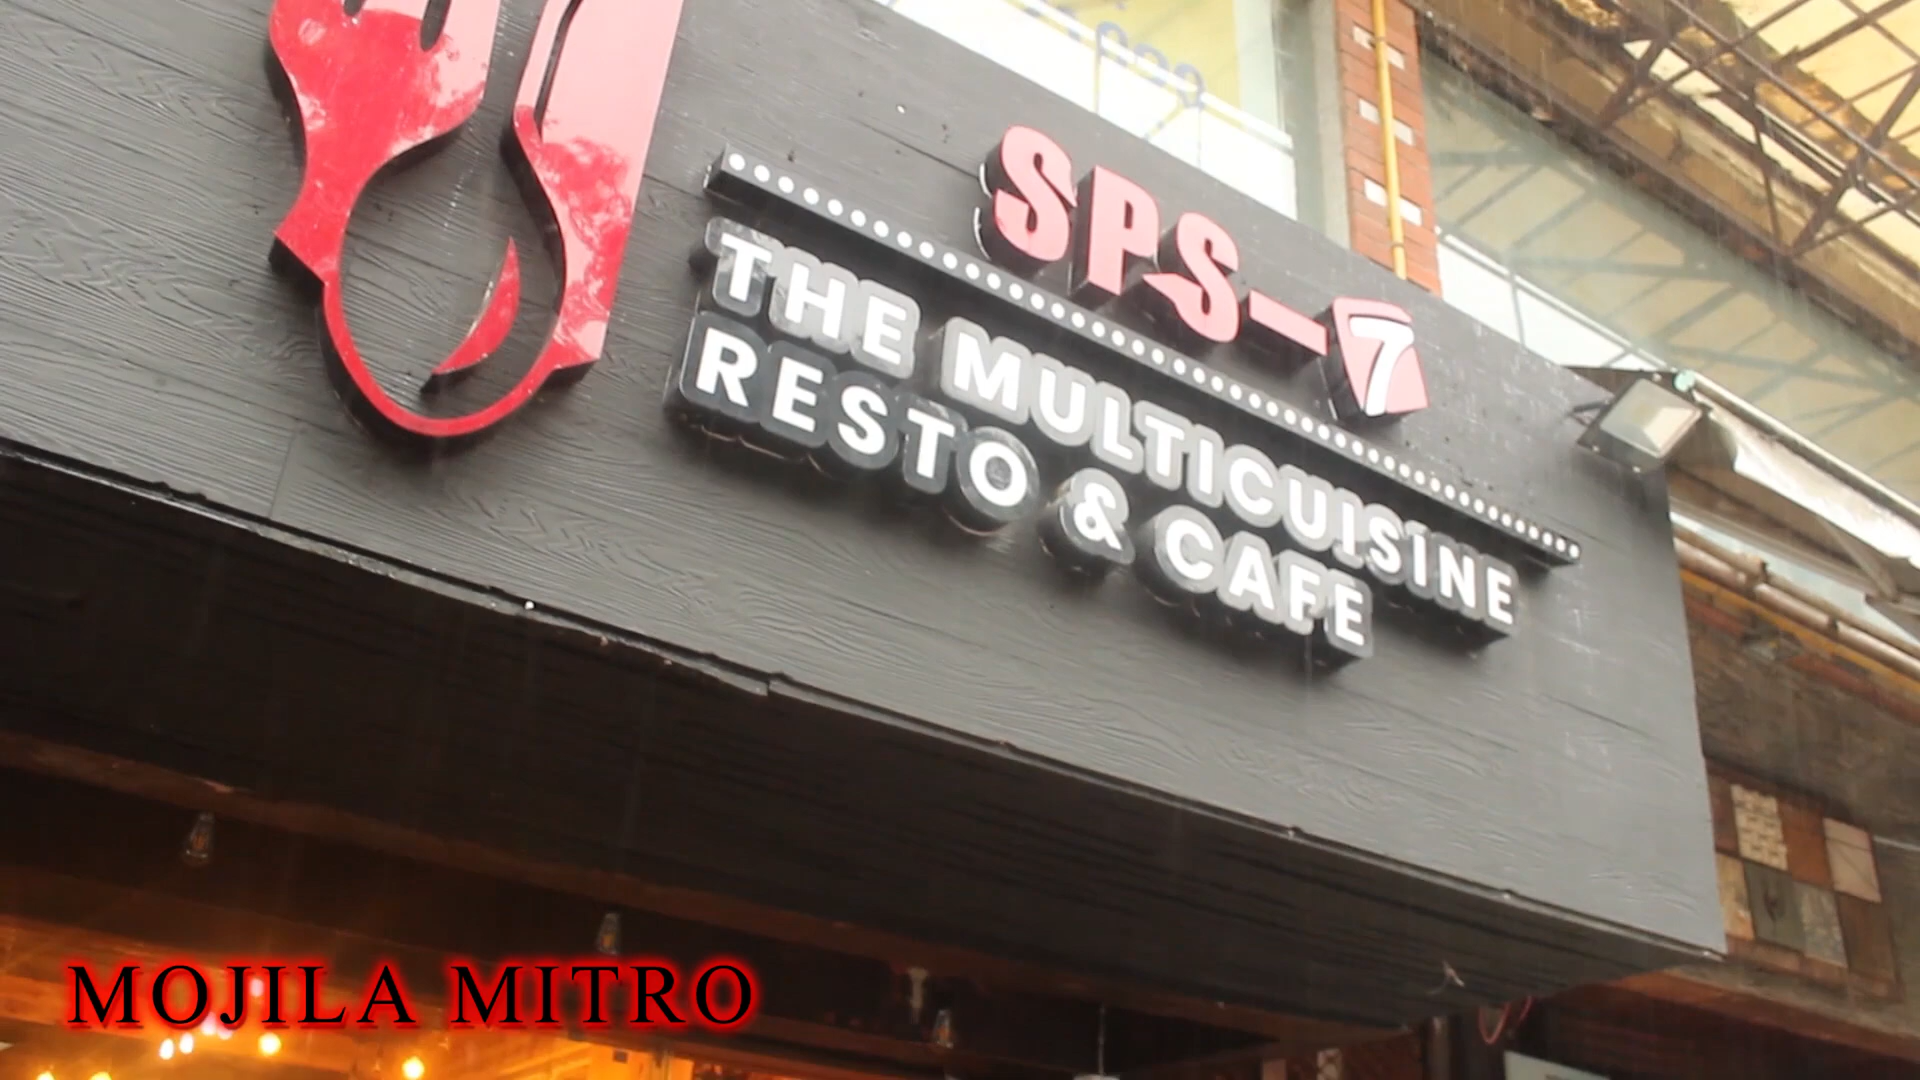 SPS-7
THE MULTICUISINE
RESTO & CAFE
MOJILA MITRO